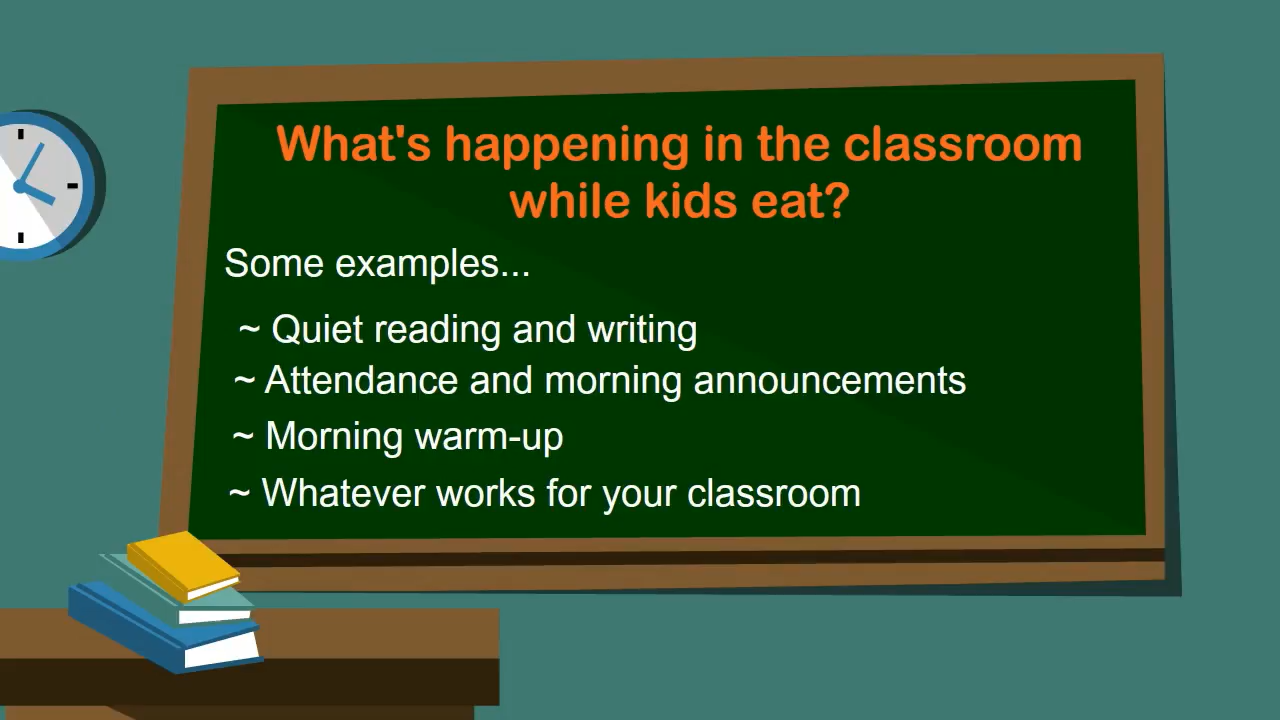 What's happening in the classroom
while kids eat?
Some examples...
~ Quiet reading and writing
~ Attendance and morning announcements
~ Morning warm-up
~ Whatever works for your classroom